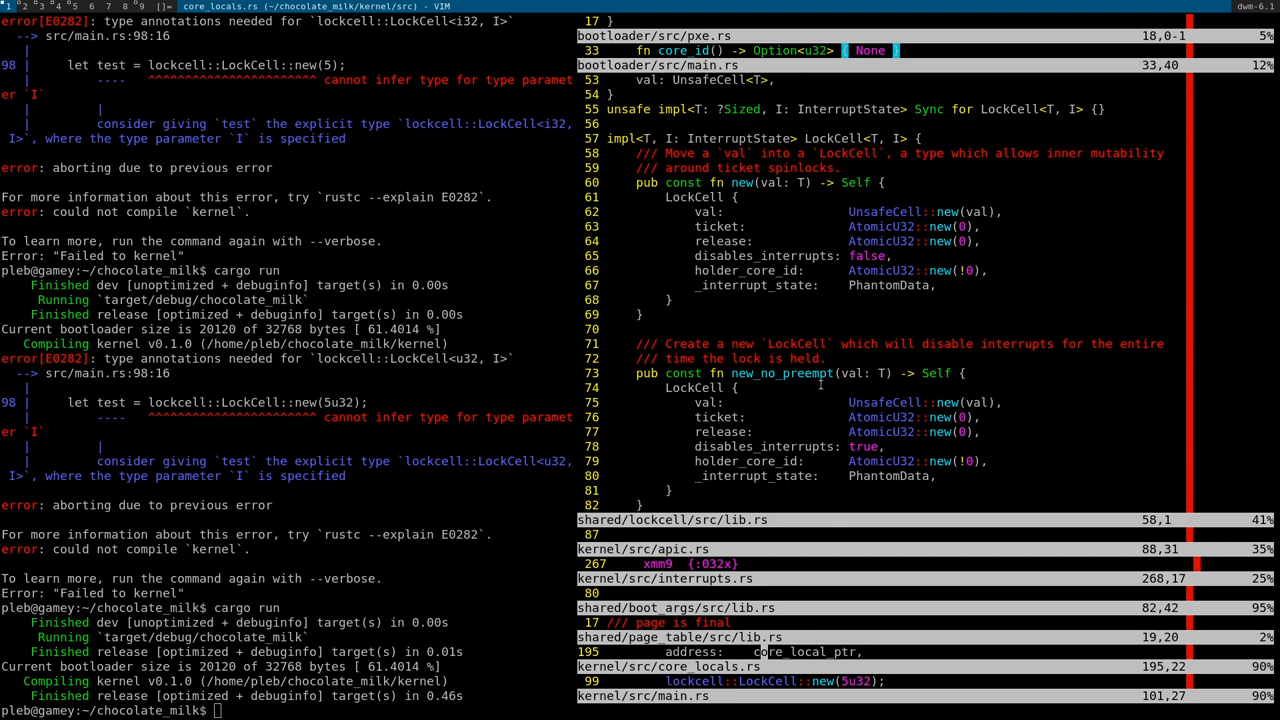 1 2 3 4 5 6 7 8 9 []= core_locals.rs (~/chocolate_milk/kernel/src) - VIM dwm-6.1
error[E0282]: type annotations needed for `lockcell::LockCell<i32, I>`
--> src/main.rs:98:16
|
98 | let test = lockcell::LockCell::new(5);
| ---- ^^^^^^^^^^^^^^^^^^^^^^^ cannot infer type for type paramet
er `I`
| |
| consider giving `test` the explicit type `lockcell::LockCell<i32,
I>`, where the type parameter `I` is specified
error: aborting due to previous error
For more information about this error, try `rustc --explain E0282`.
error: could not compile `kernel`.
To learn more, run the command again with --verbose.
Error: "Failed to kernel"
pleb@gamey:~/chocolate_milk$ cargo run
Finished dev [unoptimized + debuginfo] target(s) in 0.00s
Running `target/debug/chocolate_milk`
Finished release [optimized + debuginfo] target(s) in 0.00s
Current bootloader size is 20120 of 32768 bytes [ 61.4014 %]
Compiling kernel v0.1.0 (/home/pleb/chocolate_milk/kernel)
error[E0282]: type annotations needed for `lockcell::LockCell<u32, I>`
--> src/main.rs:98:16
|
98 | let test = lockcell::LockCell::new(5u32);
| ---- ^^^^^^^^^^^^^^^^^^^^^^^ cannot infer type for type paramet
er `I`
| |
| consider giving `test` the explicit type `lockcell::LockCell<u32,
I>`, where the type parameter `I` is specified
error: aborting due to previous error
For more information about this error, try `rustc --explain E0282`.
error: could not compile `kernel`.
To learn more, run the command again with --verbose.
Error: "Failed to kernel"
pleb@gamey:~/chocolate_milk$ cargo run
Finished dev [unoptimized + debuginfo] target(s) in 0.00s
Running `target/debug/chocolate_milk`
Finished release [optimized + debuginfo] target(s) in 0.01s
Current bootloader size is 20120 of 32768 bytes [ 61.4014 %]
Compiling kernel v0.1.0 (/home/pleb/chocolate_milk/kernel)
Finished release [optimized + debuginfo] target(s) in 0.46s
pleb@gamey:~/chocolate_milk$
17 }
bootloader/src/pxe.rs 18,0-1 5%
33 fn core_id() -> Option<u32> { None }
bootloader/src/main.rs 33,40 12%
53 val: UnsafeCell<T>,
54 }
55 unsafe impl<T: ?Sized, I: InterruptState> Sync for LockCell<T, I> {}
56
57 impl<T, I: InterruptState> LockCell<T, I> {
58 /// Move a `val` into a `LockCell`, a type which allows inner mutability
59 /// around ticket spinlocks.
60 pub const fn new(val: T) -> Self {
61 LockCell {
62 val: UnsafeCell::new(val),
63 ticket: AtomicU32::new(0),
64 release: AtomicU32::new(0),
65 disables_interrupts: false,
66 holder_core_id: AtomicU32::new(!0),
67 _interrupt_state: PhantomData,
68 }
69 }
70
71 /// Create a new `LockCell` which will disable interrupts for the entire
72 /// time the lock is held.
73 pub const fn new_no_preempt(val: T) -> Self {
74 LockCell {
75 val: UnsafeCell::new(val),
76 ticket: AtomicU32::new(0),
77 release: AtomicU32::new(0),
78 disables_interrupts: true,
79 holder_core_id: AtomicU32::new(!0),
80 _interrupt_state: PhantomData,
81 }
82 }
shared/lockcell/src/lib.rs 58,1 41%
87
kernel/src/apic.rs 88,31 35%
267 xmm9 {:032x}
kernel/src/interrupts.rs 268,17 25%
80
shared/boot_args/src/lib.rs 82,42 95%
17 /// page is final
shared/page_table/src/lib.rs 19,20 2%
195 address: core_local_ptr,
kernel/src/core_locals.rs 195,22 90%
99 lockcell::LockCell::new(5u32);
kernel/src/main.rs 101,27 90%